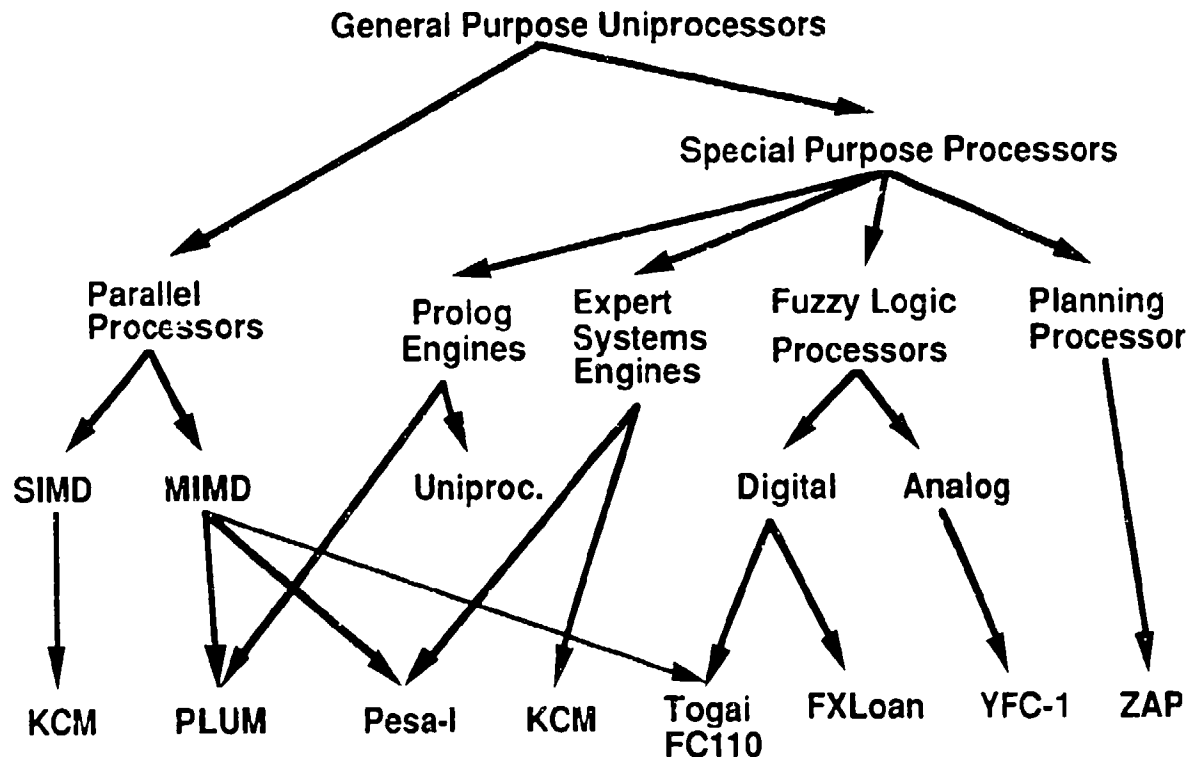 General Purpose Uniprocessors
Special Purpose Processors
Parallel
Processors
Prolog
Engines
Expert
Systems
Engines
Fuzzy Logic
Processors
Planning
Processor
SIMD
MIMD
Uniproc.
Digital
Analog
KCM
PLUM
Pesa-I
KCM
Togai
FC110
FXLoan
YFC-1
ZAP